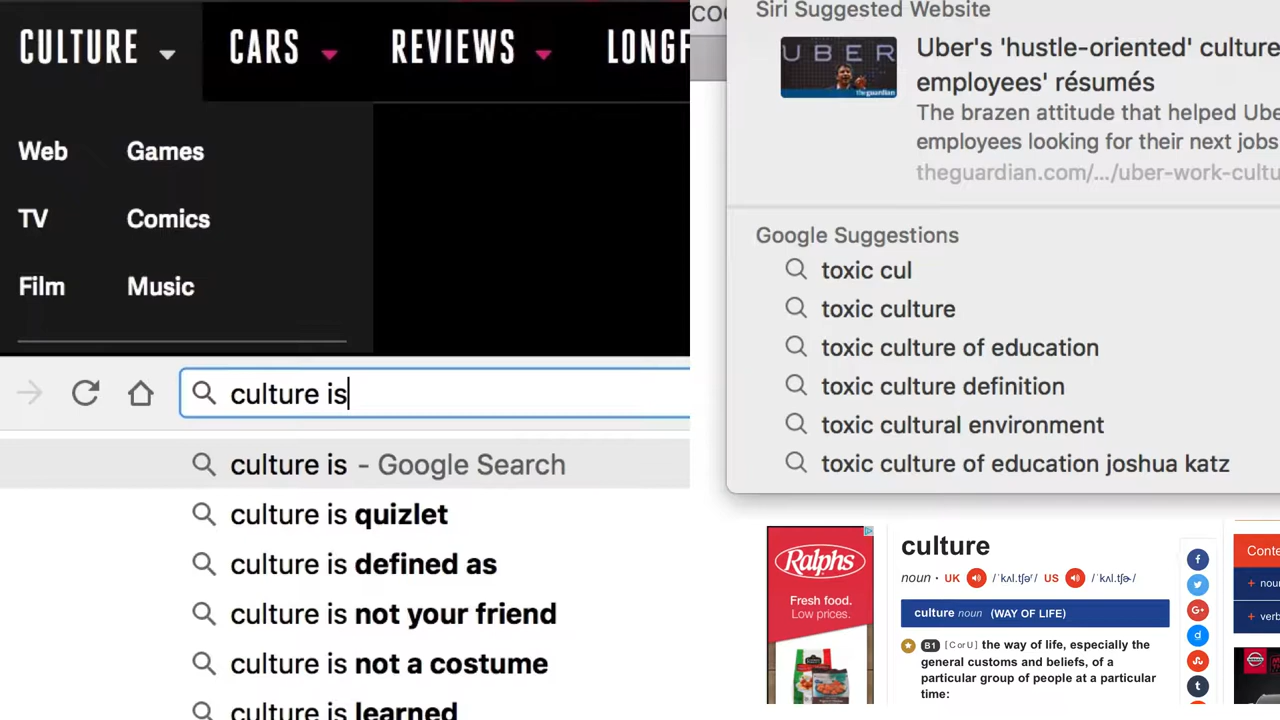 CULTURE
CARS
REVIEWS
LONGF
Web
Games
TV
Comics
Film
Music
culture is
culture is - Google Search
culture is quizlet
culture is defined as
culture is not your friend
culture is not a costume
culture is learned
Siri Suggested Website
UBER
theguardian
Uber's 'hustle-oriented' culture
employees' résumés
The brazen attitude that helped Ube
employees looking for their next jobs
theguardian.com/.../uber-work-cultu
Google Suggestions
toxic cul
toxic culture
toxic culture of education
toxic culture definition
toxic cultural environment
toxic culture of education joshua katz
Ralphs
Fresh food.
Low prices.
culture
noun · UK /ˈkʌl.tʃəʳ/ US /ˈkʌl.tʃɚ/
culture noun (WAY OF LIFE)
B1 [C or U] the way of life, especially the
general customs and beliefs, of a
particular group of people at a particular
time:
Conte
+ nou
+ verb